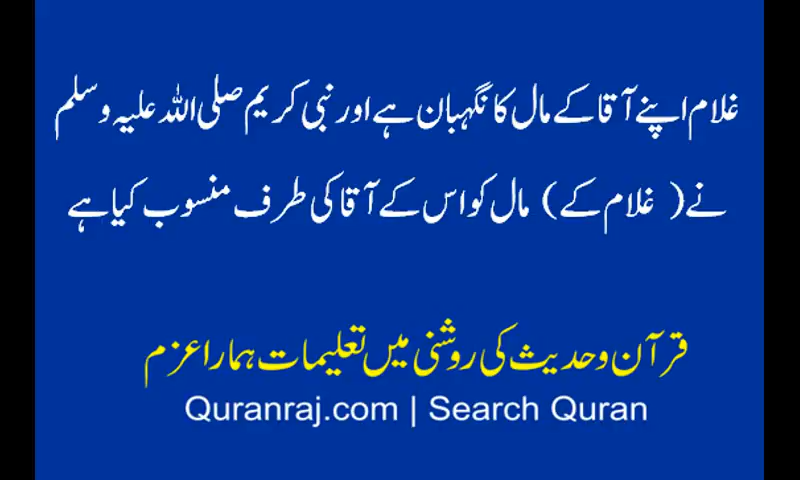 غلام اپنے آقا کے مال کا نگہبان ہے اور نبی کریم صلی اللہ علیہ وسلم
نے ( غلام کے ) مال کو اس کے آقا کی طرف منسوب کیا ہے
قرآن و حدیث کی روشنی میں تعلیمات ہمارا عزم
Quranraj.com | Search Quran